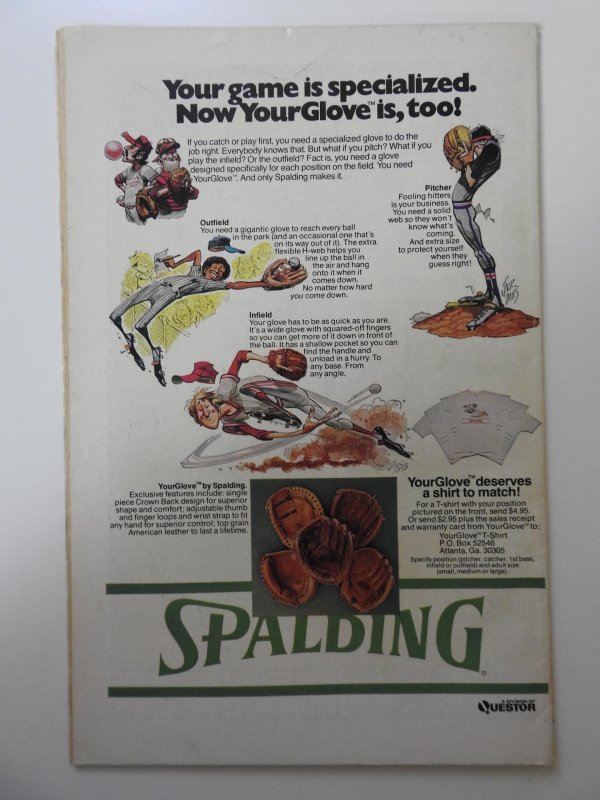 Your game is specialized.
Now YourGlove™ is, too!
If you catch or play first, you need a specialized glove to do the
job right. Everybody knows that. But what if you pitch? What if you
play the infield? Or the outfield? Fact is, you need a glove
designed specifically for each position on the field. You need
YourGlove™. And only Spalding makes it.
Pitcher
Fooling hitters
is your business.
You need a solid
web so they won't
know what's
coming.
And extra size
to protect yourself
when they
guess right!
Outfield
You need a gigantic glove to reach every ball
in the park (and an occasional one that's
on its way out of it). The extra
flexible H-web helps you
line up the ball in
the air and hang
onto it when it
comes down.
No matter how hard
you come down.
Infield
Your glove has to be as quick as you are.
It's a wide glove with squared-off fingers
so you can get more of it down in front of
the ball. It has a shallow pocket so you can
find the handle and
unload in a hurry. To
any base. From
any angle.
YourGlove™ by Spalding.
Exclusive features include: single
piece Crown Back design for superior
shape and comfort; adjustable thumb
and finger loops and wrist strap to fit
any hand for superior control; top grain
American leather to last a lifetime.
YourGlove™ deserves
a shirt to match!
For a T-shirt with your position
pictured on the front, send $4.95.
Or send $2.95 plus the sales receipt
and warranty card from YourGlove™ to:
YourGlove™ T-Shirt
P.O. Box 52546
Atlanta, Ga. 30305
Specify position (pitcher, catcher, 1st base,
infield or outfield) and adult size
(small, medium or large).
SPALDING®
A DIVISION OF
QUESTOR